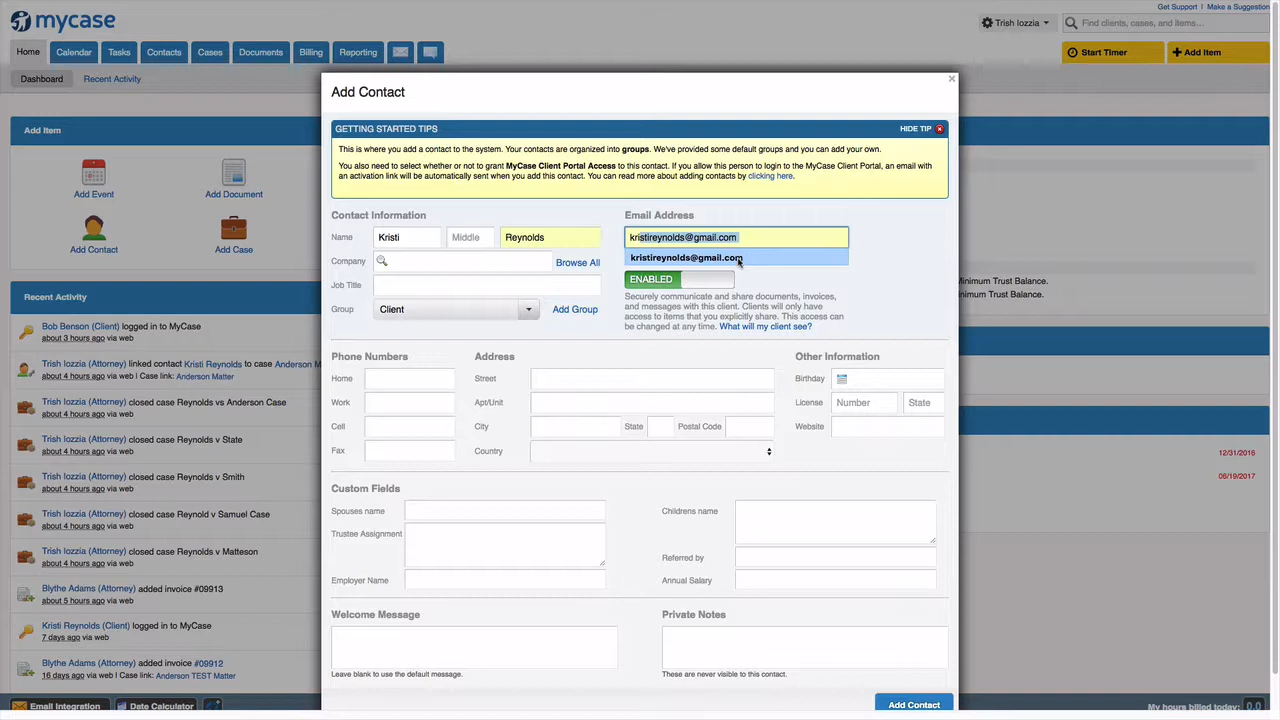 Get Support | Make a Suggestion
mycase
Trish Iozzia
Find clients, cases, and items...
Home Calendar Tasks Contacts Cases Documents Billing Reporting
Start Timer
Add Item
Dashboard Recent Activity
Add Item
Add Event
Add Document
Add Contact
Add Case
Recent Activity
Bob Benson (Client) logged in to MyCase
about 3 hours ago via web
Trish Iozzia (Attorney) linked contact Kristi Reynolds to case Anderson M
about 4 hours ago via web | Case link: Anderson Matter
Trish Iozzia (Attorney) closed case Reynolds vs Anderson Case
about 4 hours ago via web
Trish Iozzia (Attorney) closed case Reynolds v State
about 4 hours ago via web
Trish Iozzia (Attorney) closed case Reynolds v Smith
about 4 hours ago via web
Trish Iozzia (Attorney) closed case Reynold v Samuel Case
about 4 hours ago via web
Trish Iozzia (Attorney) closed case Reynolds v Matteson
about 4 hours ago via web
Blythe Adams (Attorney) added invoice #09913
about 5 hours ago via web
Kristi Reynolds (Client) logged in to MyCase
7 days ago via web
Blythe Adams (Attorney) added invoice #09912
16 days ago via web | Case link: Anderson TEST Matter
Email Integration
Date Calculator
Add Contact
GETTING STARTED TIPS
HIDE TIP
This is where you add a contact to the system. Your contacts are organized into groups. We've provided some default groups and you can add your own.
You also need to select whether or not to grant MyCase Client Portal Access to this contact. If you allow this person to login to the MyCase Client Portal, an email with
an activation link will be automatically sent when you add this contact. You can read more about adding contacts by clicking here.
Contact Information
Name Kristi Middle Reynolds
Company Browse All
Job Title
Group Client Add Group
Email Address
kristireynolds@gmail.com
kristireynolds@gmail.com
ENABLED
Securely communicate and share documents, invoices,
and messages with this client. Clients will only have
access to items that you explicitly share. This access can
be changed at any time. What will my client see?
Phone Numbers
Home
Work
Cell
Fax
Address
Street
Apt/Unit
City State Postal Code
Country
Other Information
Birthday
License Number State
Website
Custom Fields
Spouses name
Trustee Assignment
Employer Name
Childrens name
Referred by
Annual Salary
Welcome Message
Leave blank to use the default message.
Private Notes
These are never visible to this contact.
Add Contact
Minimum Trust Balance.
nimum Trust Balance.
12/31/2016
06/19/2017
My hours billed today: 0.0